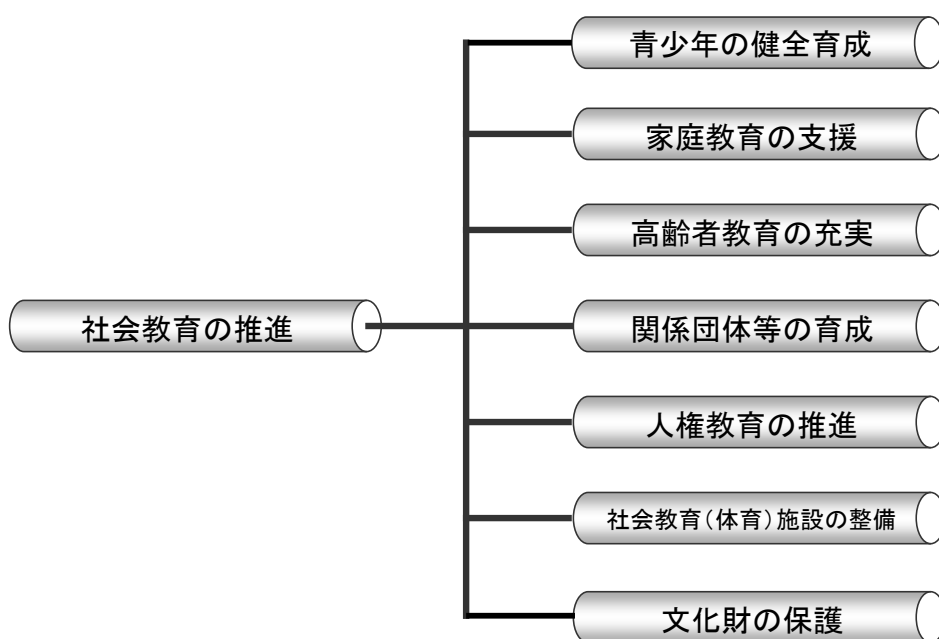 青少年の健全育成
家庭教育の支援
高齢者教育の充実
社会教育の推進
関係団体等の育成
人権教育の推進
社会教育(体育)施設の整備
文化財の保護